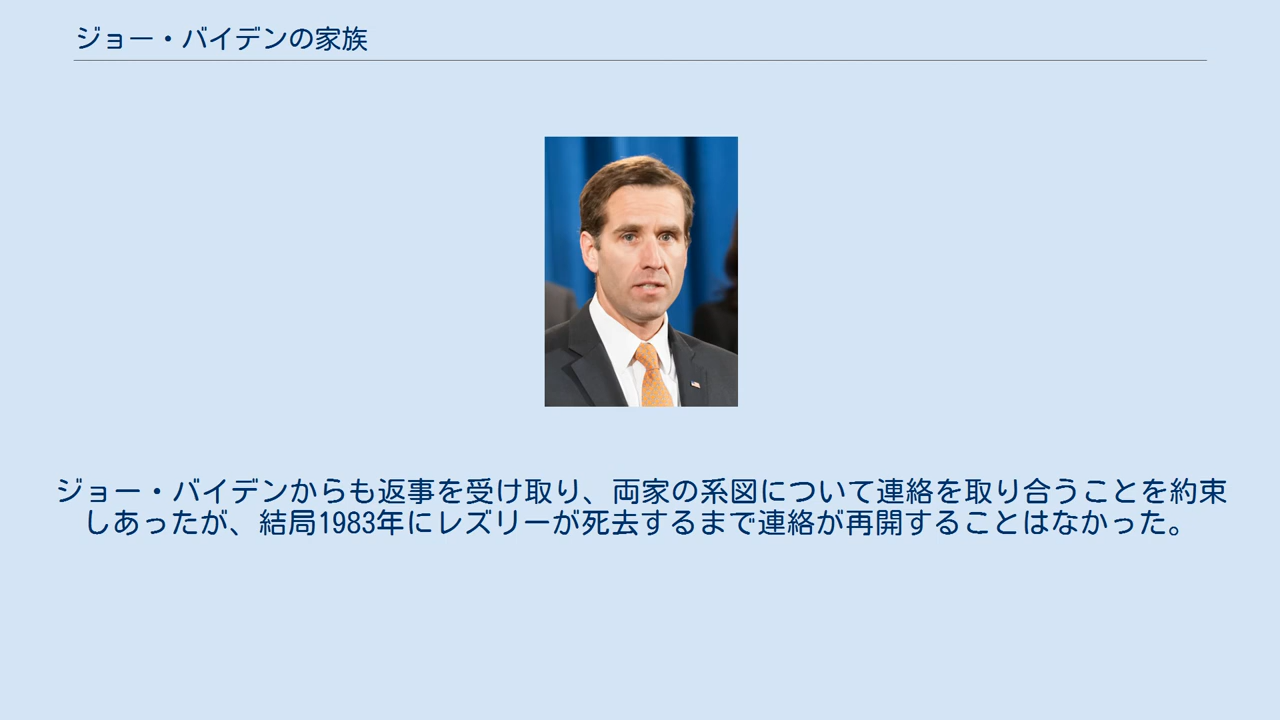 ジョー・バイデンの家族
ジョー・バイデンからも返事を受け取り、両家の系図について連絡を取り合うことを約束
しあったが、結局1983年にレズリーが死去するまで連絡が再開することはなかった。